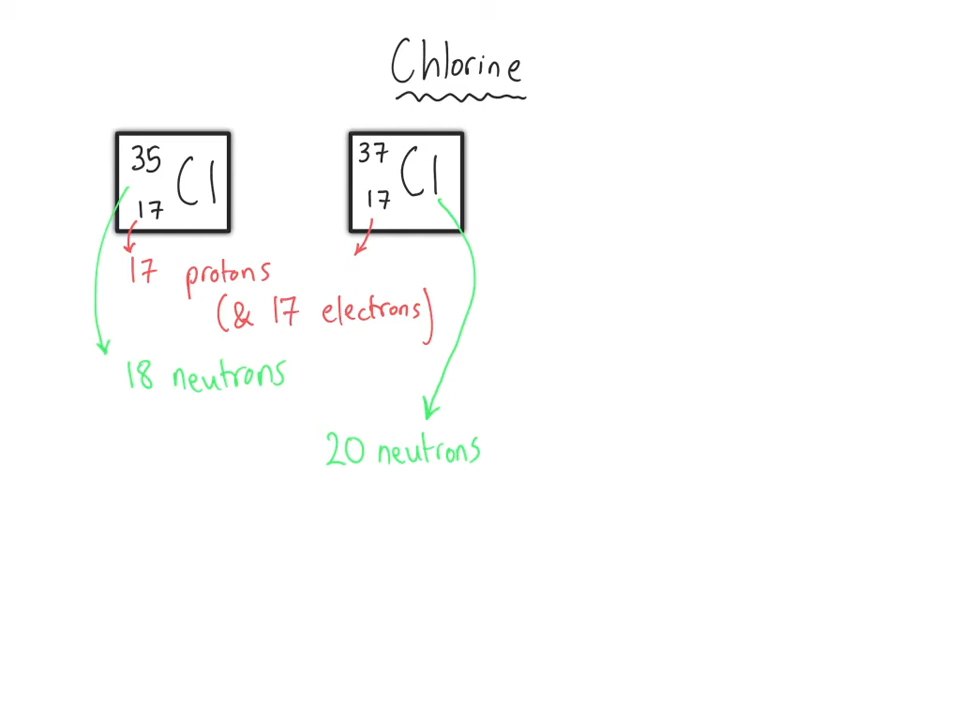 Chlorine
35
17 Cl
37
17 Cl
17 protons
(& 17 electrons)
18 neutrons
20 neutrons